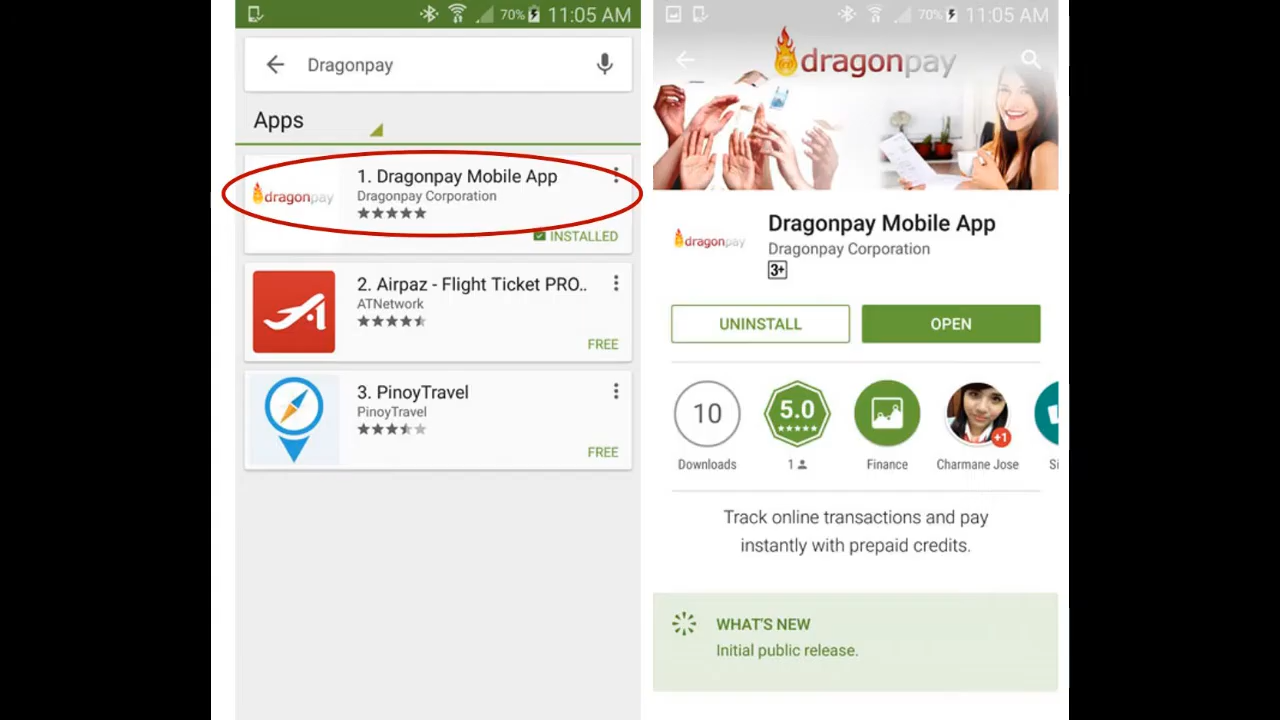 70% 11:05 AM
Dragonpay
Apps
dragonpay
1. Dragonpay Mobile App
Dragonpay Corporation
INSTALLED
2. Airpaz - Flight Ticket PRO..
ATNetwork
FREE
3. PinoyTravel
PinoyTravel
FREE
70% 11:05 AM
dragonpay
dragonpay
Dragonpay Mobile App
Dragonpay Corporation
3+
UNINSTALL
OPEN
10
5.0
+1
Downloads
1
Finance
Charmane Jose
Si
Track online transactions and pay
instantly with prepaid credits.
WHAT'S NEW
Initial public release.